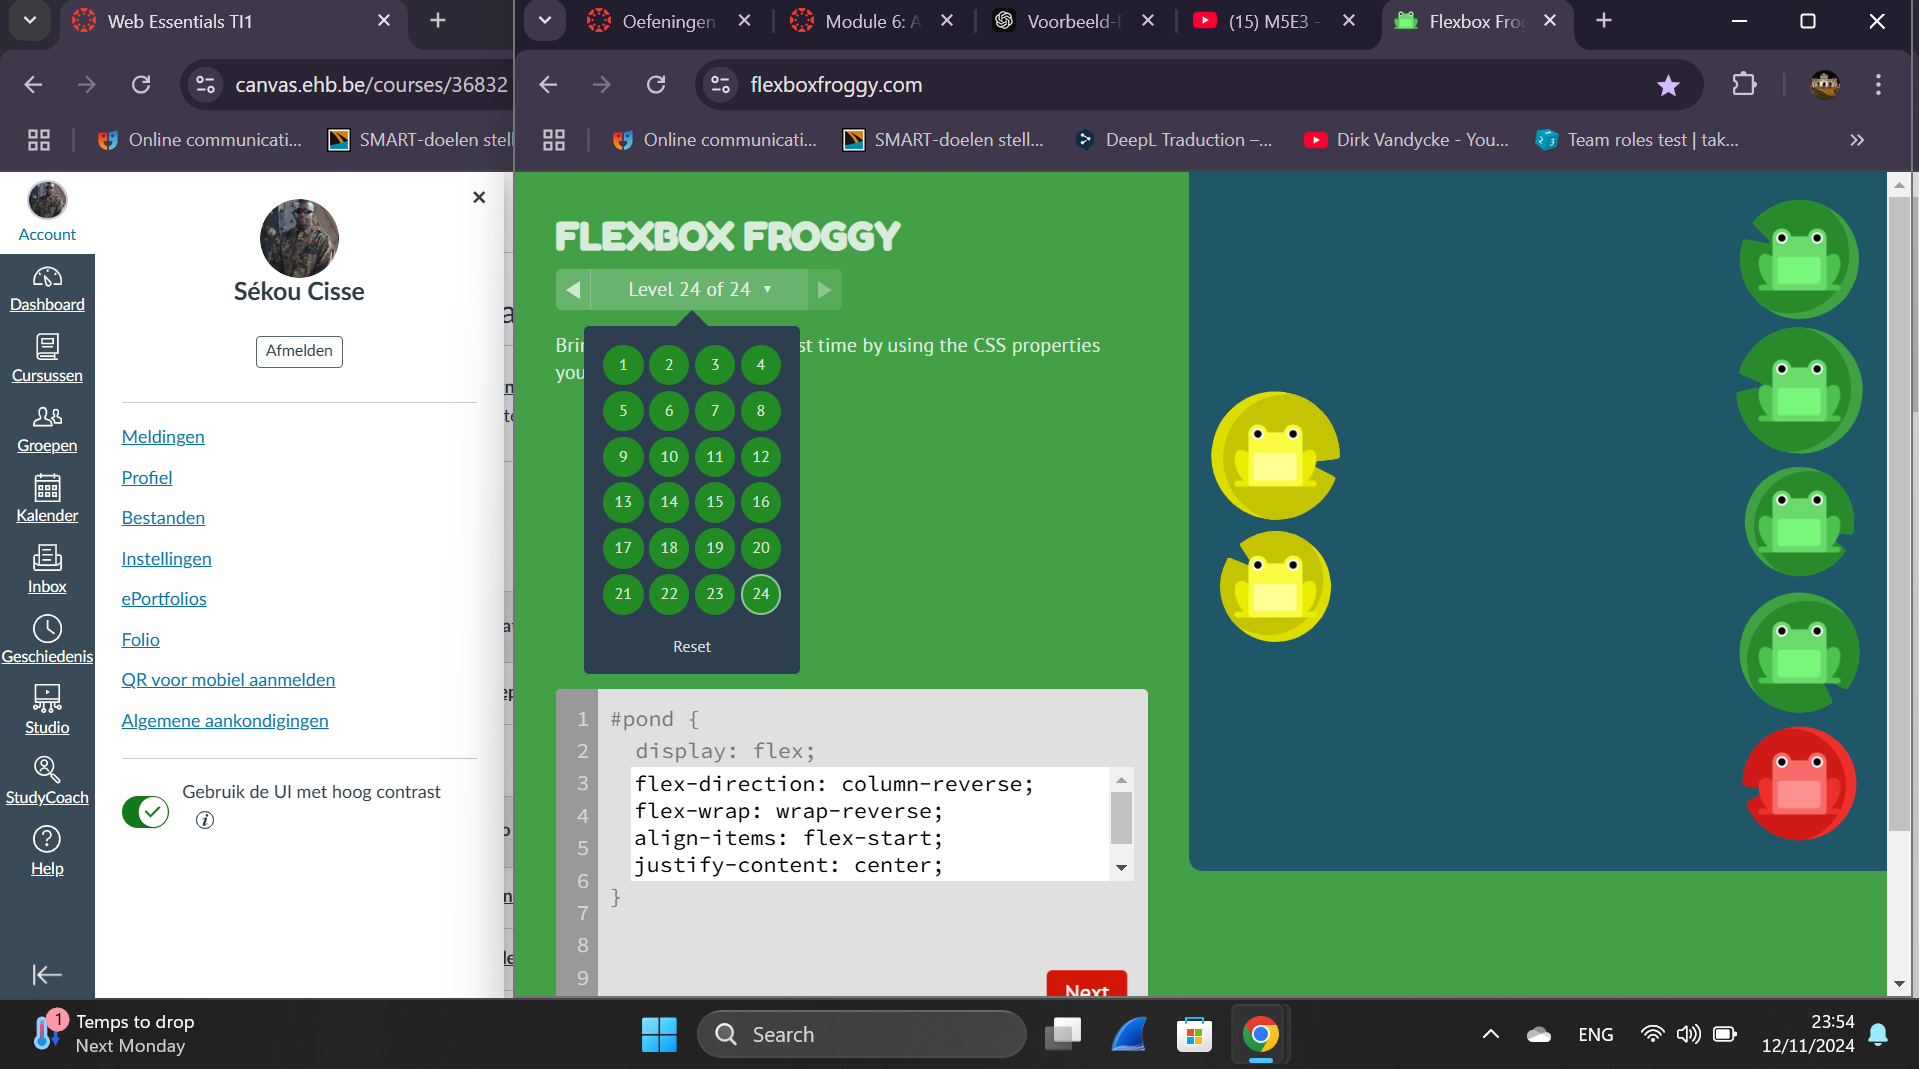 Web Essentials TI1
Oefeningen
Module 6: A
Voorbeeld-E
(15) M5E3 -
Flexbox Fro
canvas.ehb.be/courses/36832
flexboxfroggy.com
Online communicati...
SMART-doelen stell
Online communicati...
SMART-doelen stell...
DeepL Traduction –...
Dirk Vandycke - You...
Team roles test | tak...
Account
Dashboard
Cursussen
Groepen
Kalender
Inbox
Geschiedenis
Studio
StudyCoach
Help
Sékou Cisse
Afmelden
Meldingen
Profiel
Bestanden
Instellingen
ePortfolios
Folio
QR voor mobiel aanmelden
Algemene aankondigingen
Gebruik de UI met hoog contrast
FLEXBOX FROGGY
Level 24 of 24
Bri st time by using the CSS properties
you
1 2 3 4
5 6 7 8
9 10 11 12
13 14 15 16
17 18 19 20
21 22 23 24
Reset
1 #pond {
2 display: flex;
3 flex-direction: column-reverse;
4 flex-wrap: wrap-reverse;
5 align-items: flex-start;
justify-content: center;
6 }
7
8
9
Next
1
Temps to drop
Next Monday
Search
ENG
23:54
12/11/2024